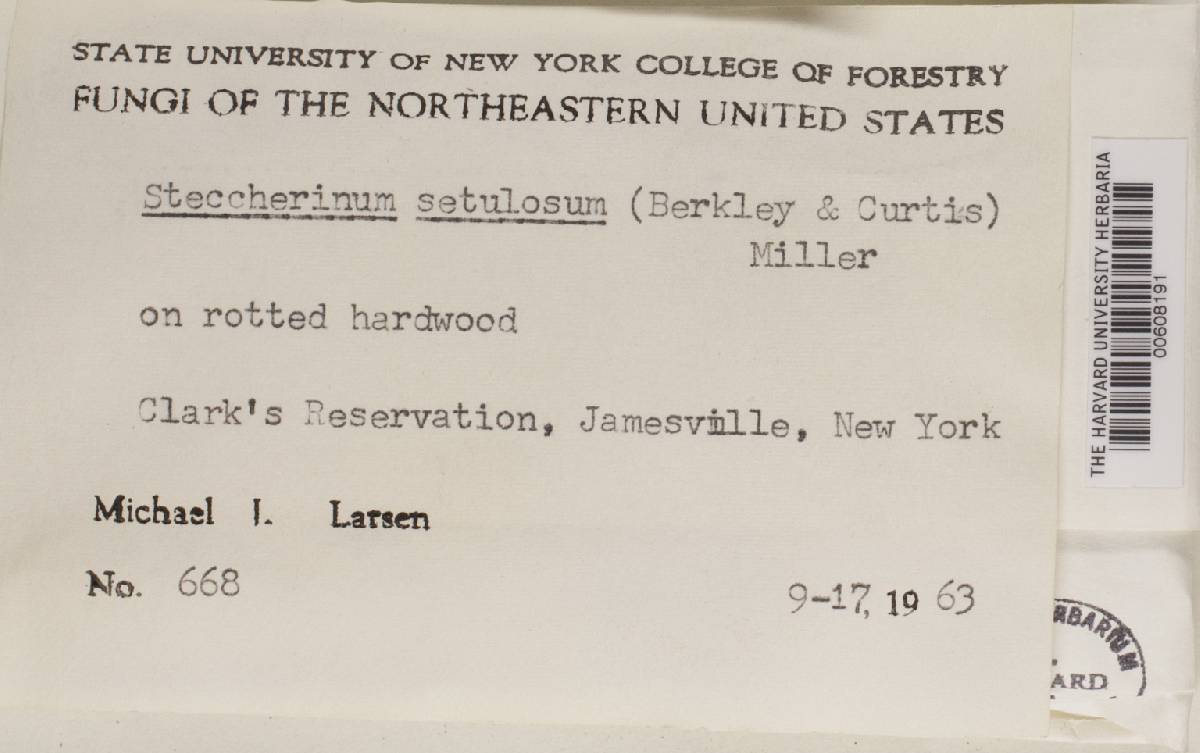 STATE UNIVERSITY OF NEW YORK COLLEGE OF FORESTRY
FUNGI OF THE NORTHEASTERN UNITED STATES
Steccherinum setulosum (Berkley & Curtis)
Miller
on rotted hardwood
Clark's Reservation, Jamesville, New York
Michael J. Larsen
No. 668
9-17, 19 63
THE HARVARD UNIVERSITY HERBARIA
00608191